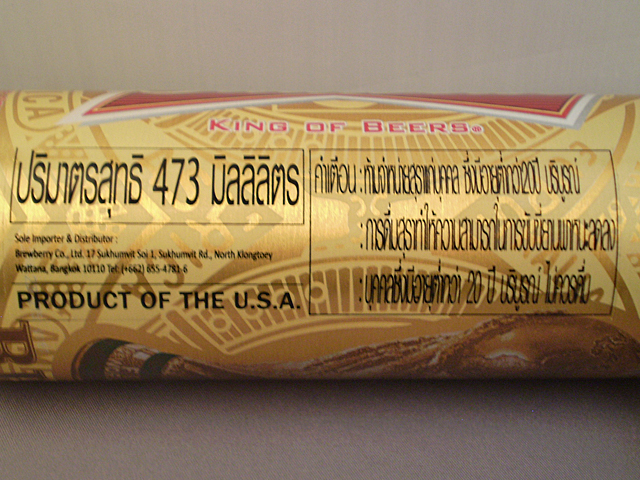 KING OF BEERS®
ปริมาตรสุทธิ 473 มิลลิลิตร
Sole Importer & Distributor :
Brewberry Co., Ltd. 17 Sukhumvit Soi 1, Sukhumvit Rd., North Klongtoey
Wattana, Bangkok 10110 Tel: (+662) 655-4781-6
PRODUCT OF THE U.S.A.
คำเตือน : ห้ามจำหน่ายสุราแก่บุคคล ซึ่งมีอายุต่ำกว่า20ปี บริบูรณ์
: การดื่มสุราทำให้ความสามารถในการขับขี่ยานพาหนะลดลง
: บุคคลซึ่งมีอายุต่ำกว่า 20 ปี บริบูรณ์ ไม่ควรดื่ม